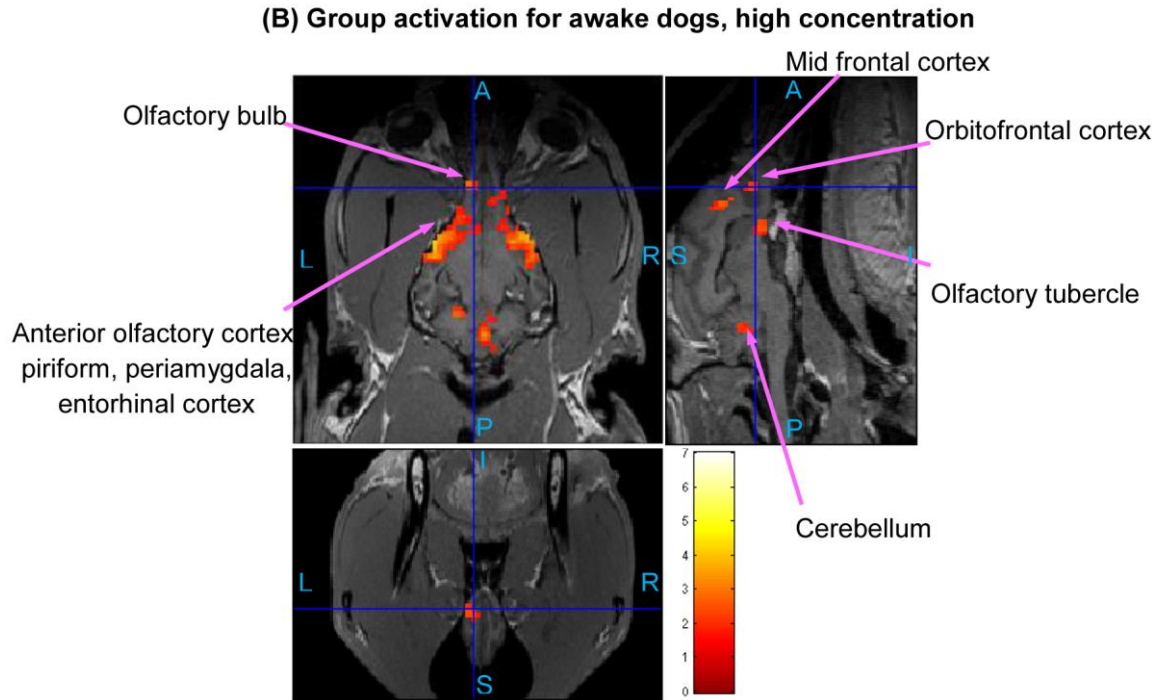 (B) Group activation for awake dogs, high concentration
Mid frontal cortex
Olfactory bulb
A
A
Orbitofrontal cortex
L
R
S
I
Olfactory tubercle
Anterior olfactory cortex
piriform, periamygdala,
entorhinal cortex
P
P
I
7
6
5
4
3
2
1
0
Cerebellum
L
R
S